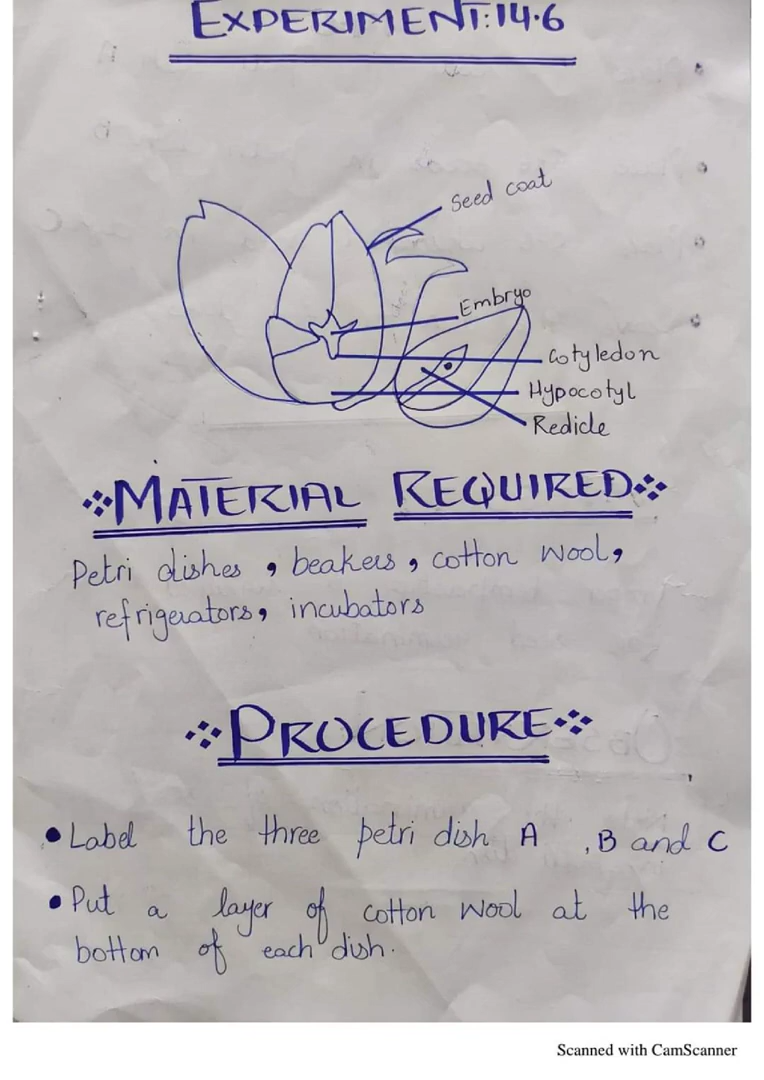 EXPERIMENT:14.6
Seed coat
Embryo
Cotyledon
Hypocotyl
Redicle
MATERIAL REQUIRED
Petri dishes , beakers , cotton wool,
refrigerators, incubators
PROCEDURE
• Label the three petri dish A , B and C
• Put a layer of cotton wool at the
bottom of each dish.
Scanned with CamScanner